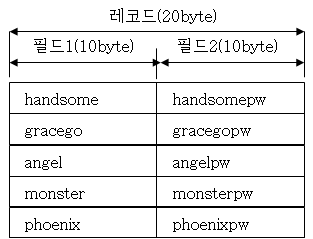 레코드(20byte)
필드1(10byte) 필드2(10byte)
handsome handsomepw
gracego gracegopw
angel angelpw
monster monsterpw
phoenix phoenixpw